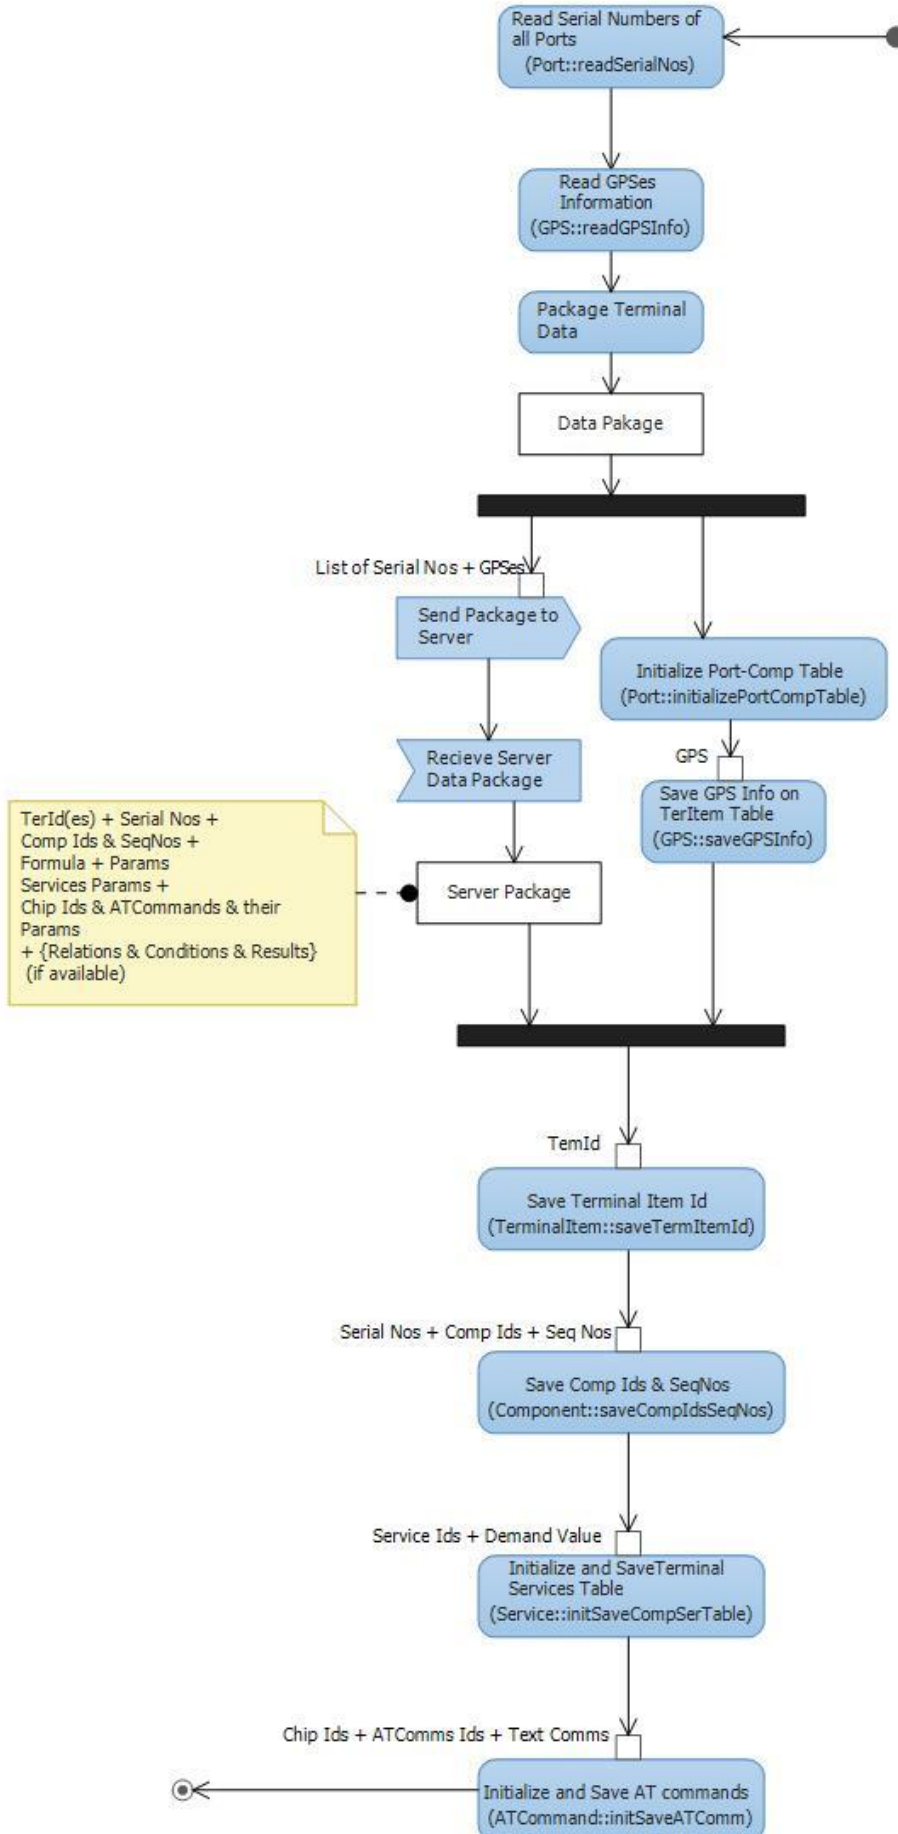 Read Serial Numbers of
all Ports
(Port::readSerialNos)
Read GPSes
Information
(GPS::readGPSInfo)
Package Terminal
Data
Data Pakage
List of Serial Nos + GPSes
Send Package to
Server
Initialize Port-Comp Table
(Port::initializePortCompTable)
Recieve Server
Data Package
GPS
Save GPS Info on
TerItem Table
(GPS::saveGPSInfo)
TerId(es) + Serial Nos +
Comp Ids & SeqNos +
Formula + Params
Services Params +
Chip Ids & ATCommands & their
Params
+ {Relations & Conditions & Results}
(if available)
Server Package
TemId
Save Terminal Item Id
(TerminalItem::saveTermItemId)
Serial Nos + Comp Ids + Seq Nos
Save Comp Ids & SeqNos
(Component::saveCompIdsSeqNos)
Service Ids + Demand Value
Initialize and SaveTerminal
Services Table
(Service::initSaveCompSerTable)
Chip Ids + ATComms Ids + Text Comms
Initialize and Save AT commands
(ATCommand::initSaveATComm)